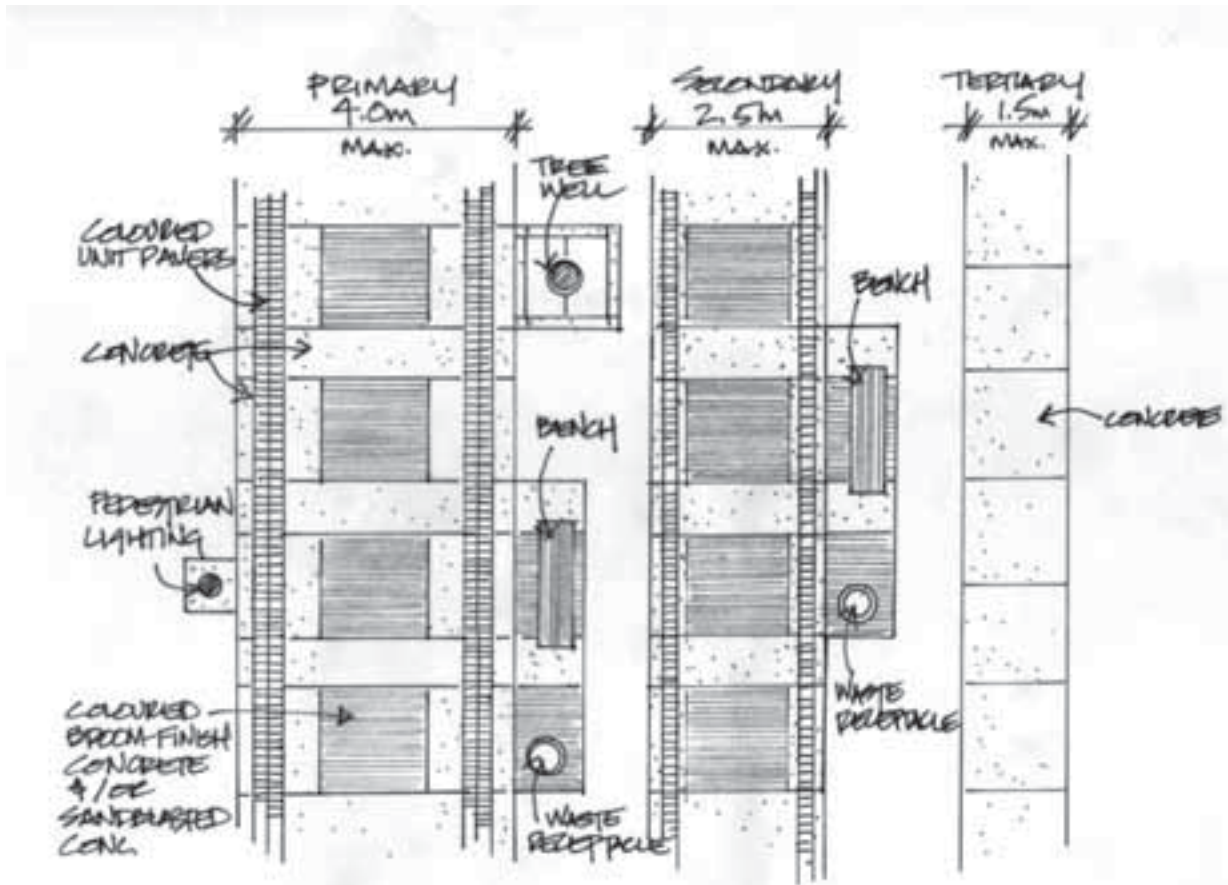 PRIMARY
4.0m
MAX.
SECONDARY
2.5m
MAX.
TERTIARY
1.5m
MAX.
TREE
WELL
COLOURED
UNIT PAVERS
CONCRETE
BENCH
BENCH
CONCRETE
PEDESTRIAN
LIGHTING
COLOURED
BROOM-FINISH
CONCRETE
&/OR
SANDBLASTED
CONC.
WASTE
RECEPTACLE
WASTE
RECEPTACLE